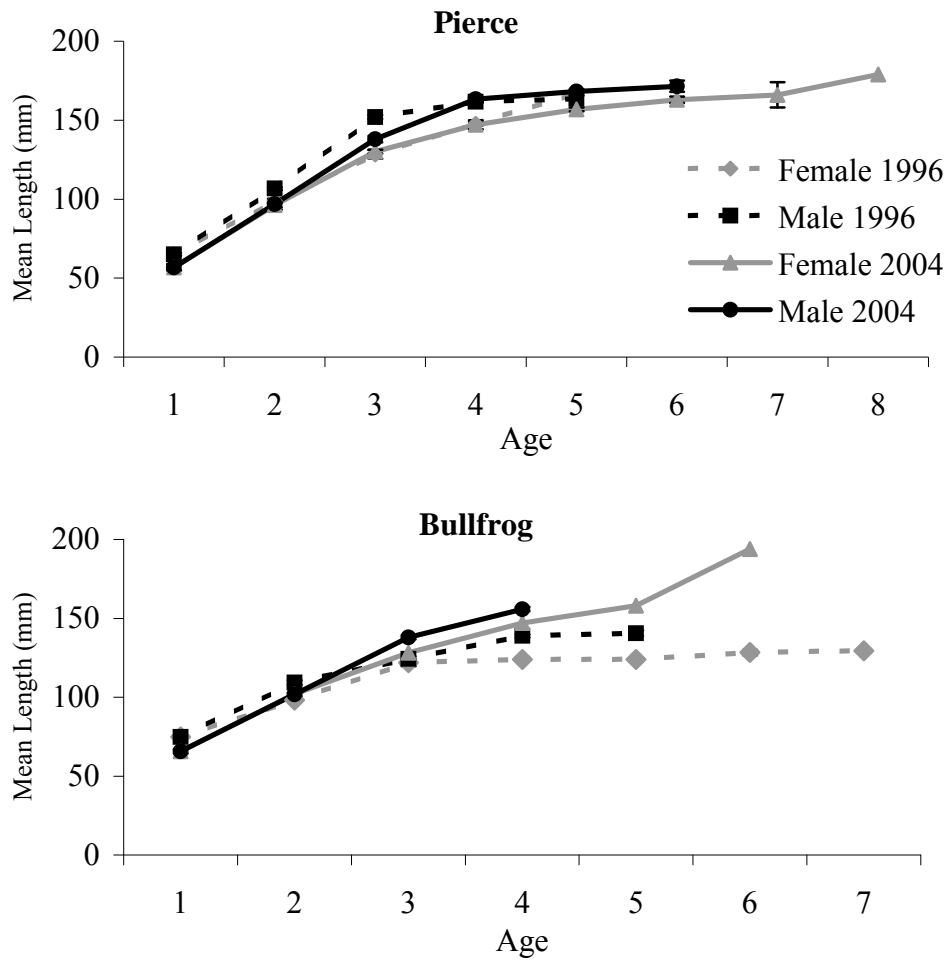 Pierce
200
150
100
50
0
Mean Length (mm)
1 2 3 4 5 6 7 8
Age
Female 1996
Male 1996
Female 2004
Male 2004
Bullfrog
200
150
100
50
0
Mean Length (mm)
1 2 3 4 5 6 7
Age